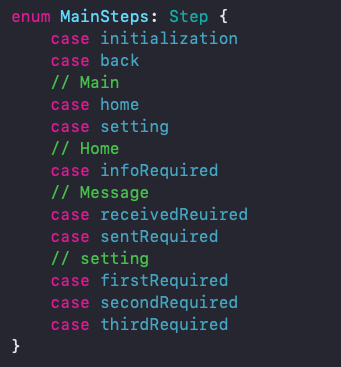 enum MainSteps: Step {
    case initialization
    case back
    // Main
    case home
    case setting
    // Home
    case infoRequired
    // Message
    case receivedReuired
    case sentRequired
    // setting
    case firstRequired
    case secondRequired
    case thirdRequired
}